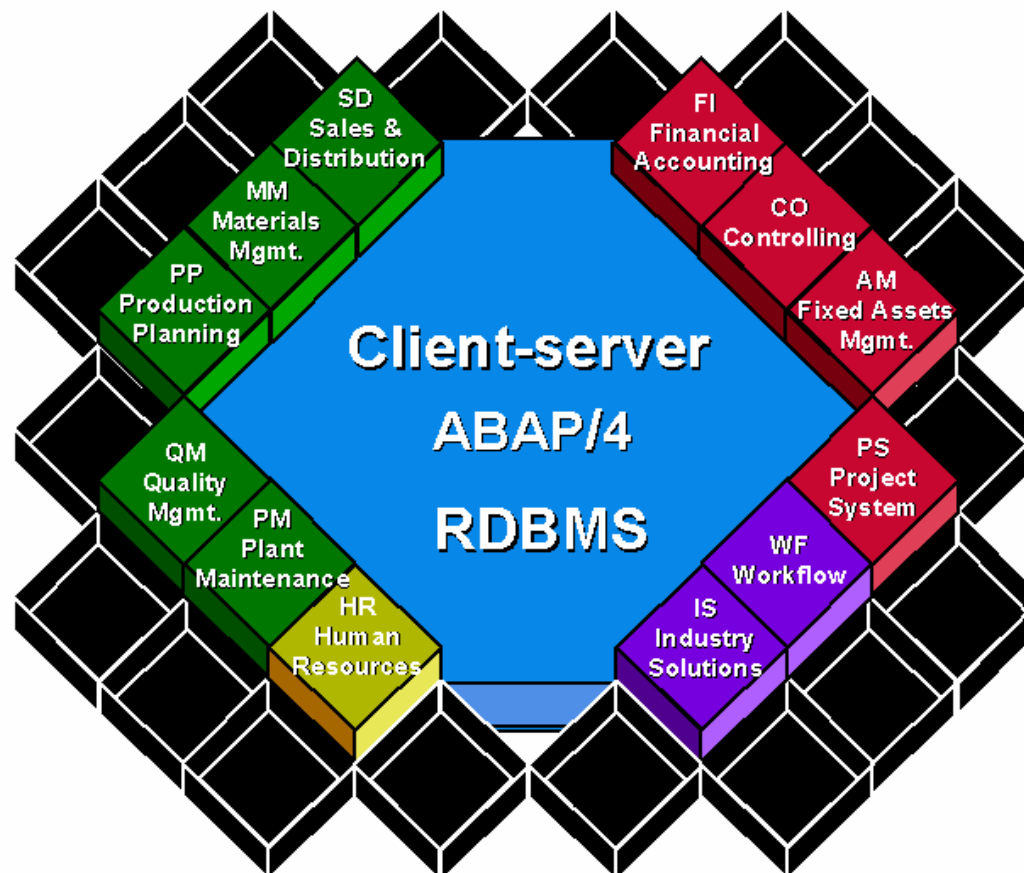 SD
Sales &
Distribution
MM
Materials
Mgmt.
PP
Production
Planning
FI
Financial
Accounting
CO
Controlling
AM
Fixed Assets
Mgmt.
Client-server
ABAP/4
RDBMS
QM
Quality
Mgmt.
PM
Plant
Maintenance
HR
Human
Resources
PS
Project
System
WF
Workflow
IS
Industry
Solutions